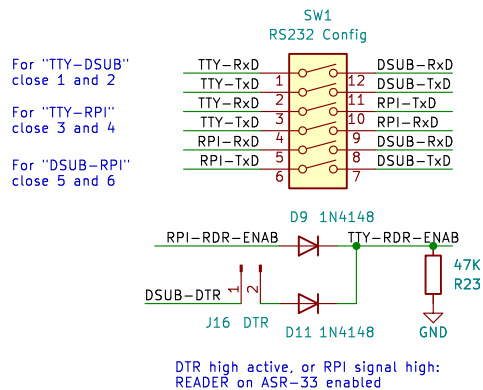 SW1
RS232 Config
For "TTY-DSUB"
close 1 and 2
For "TTY-RPI"
close 3 and 4
For "DSUB-RPI"
close 5 and 6
TTY-RxD 1 12 DSUB-RxD
TTY-TxD 2 11 DSUB-TxD
TTY-RxD 3 10 RPI-TxD
TTY-TxD 4 9 RPI-RxD
RPI-RxD 5 8 DSUB-RxD
RPI-TxD 6 7 DSUB-TxD
D9 1N4148
RPI-RDR-ENAB
TTY-RDR-ENAB
47K
R23
GND
DSUB-DTR
1 2
J16 DTR
D11 1N4148
DTR high active, or RPI signal high:
READER on ASR-33 enabled